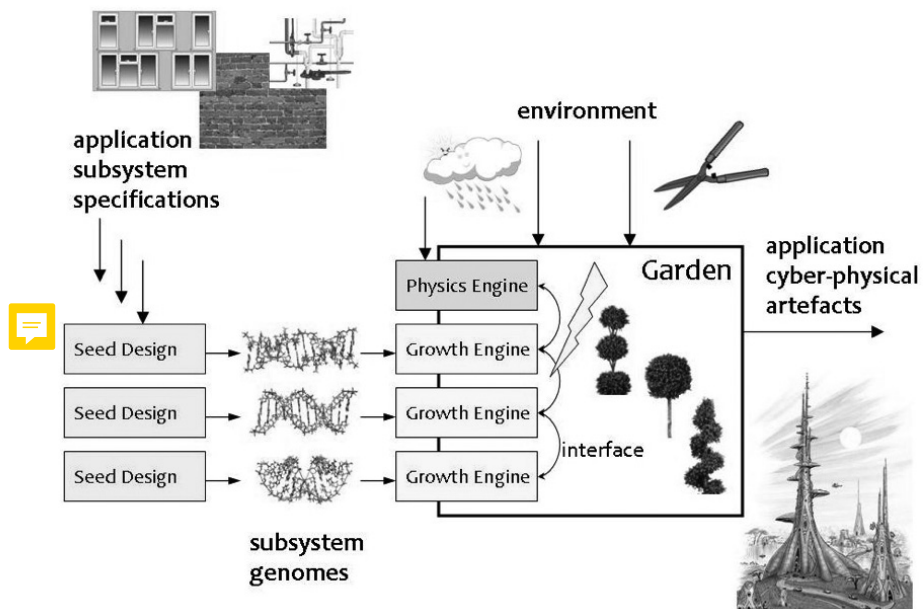 application
subsystem
specifications
environment
Garden
Physics Engine
application
cyber-physical
artefacts
Seed Design
Growth Engine
Seed Design
Growth Engine
interface
Seed Design
Growth Engine
subsystem
genomes